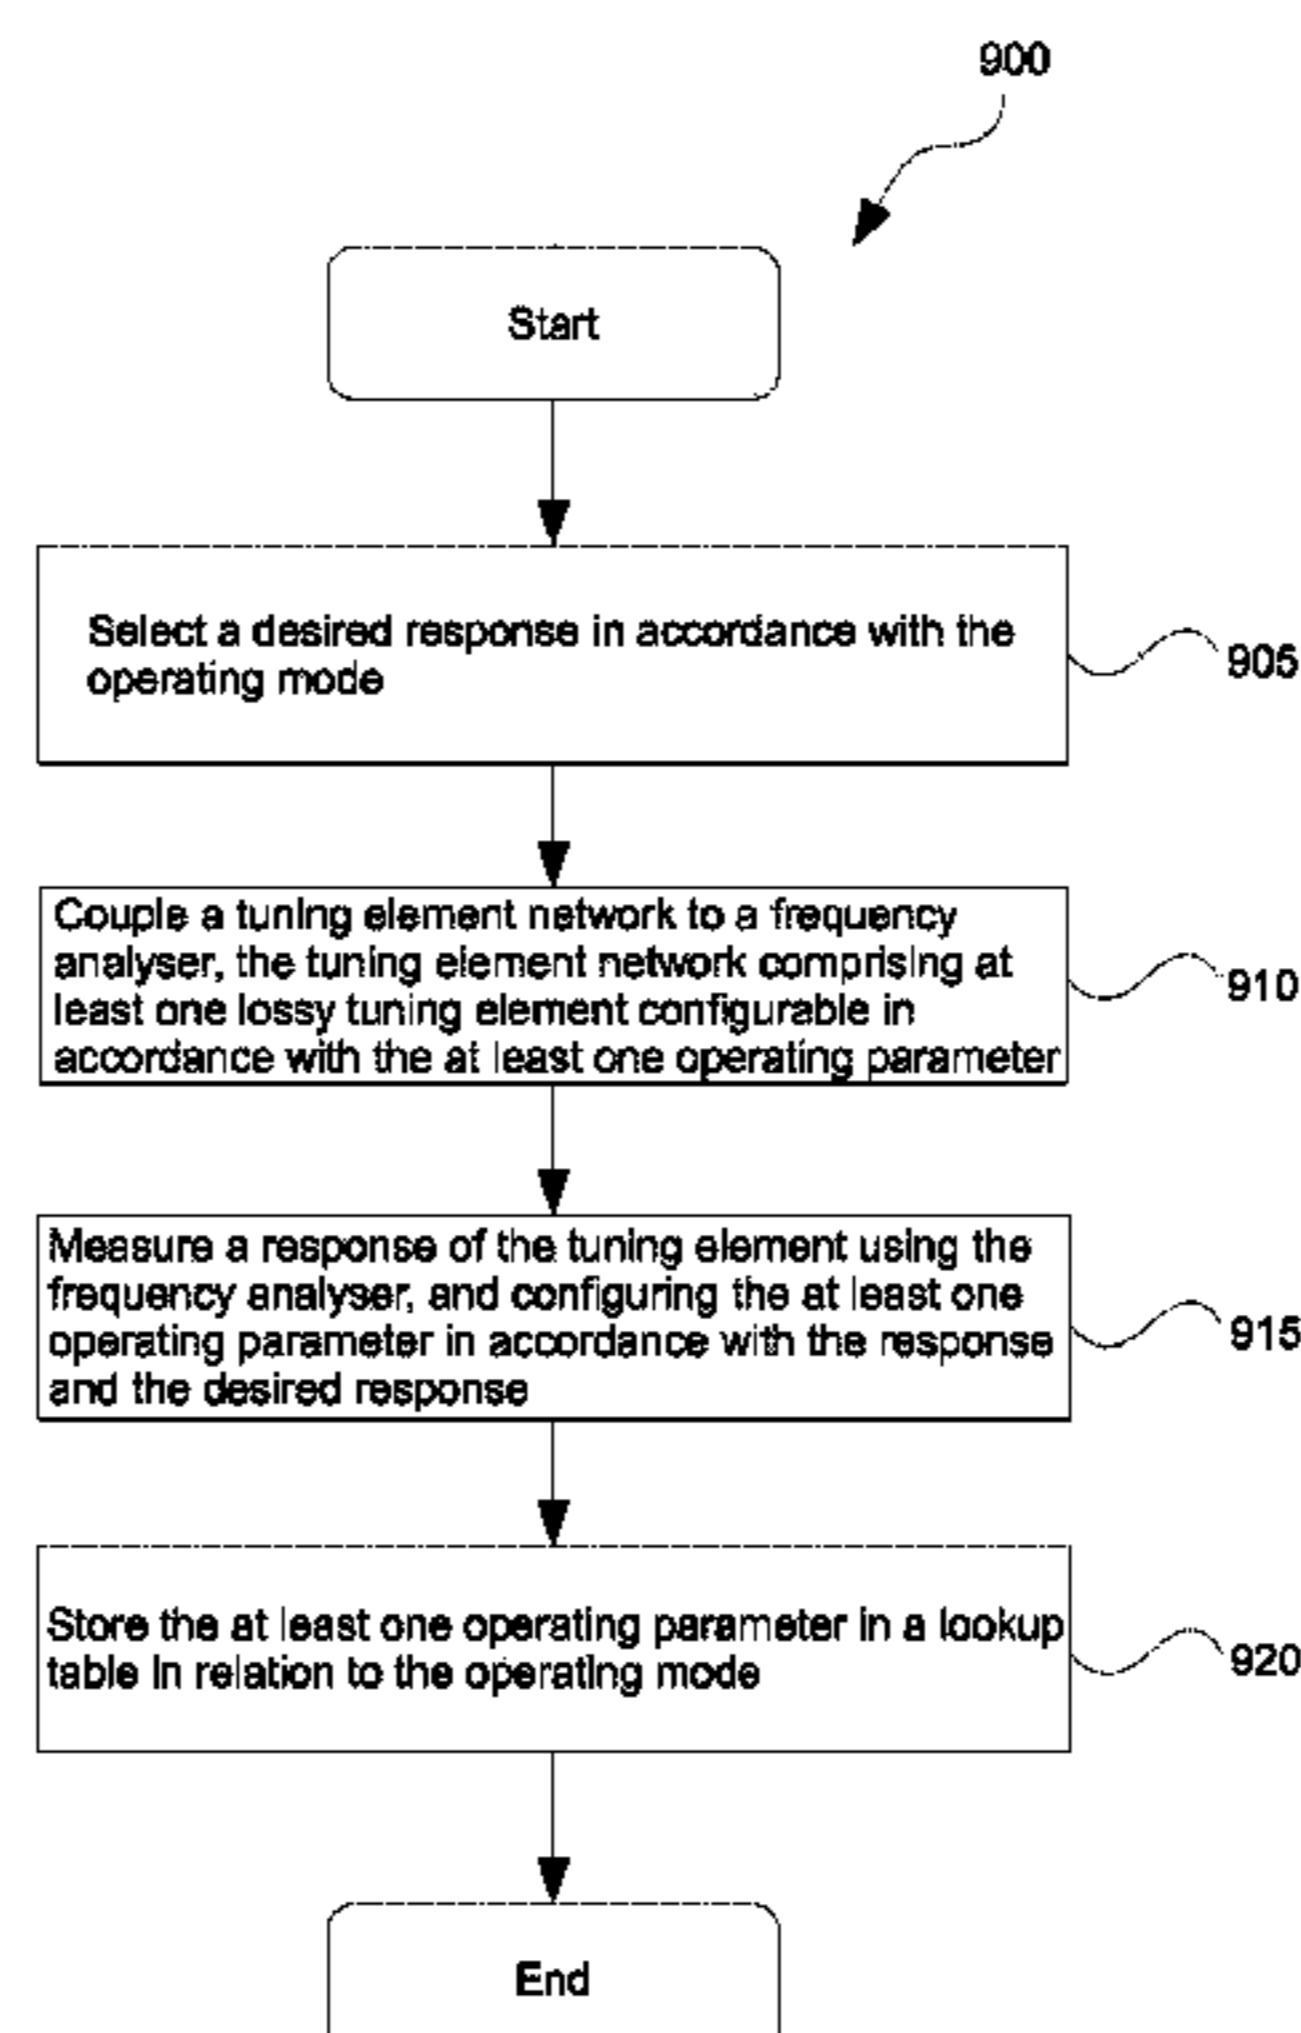 900
Start
Select a desired response in accordance with the
operating mode
905
Couple a tuning element network to a frequency
analyser, the tuning element network comprising at
least one lossy tuning element configurable in
accordance with the at least one operating parameter
910
Measure a response of the tuning element using the
frequency analyser, and configuring the at least one
operating parameter in accordance with the response
and the desired response
915
Store the at least one operating parameter in a lookup
table in relation to the operating mode
920
End